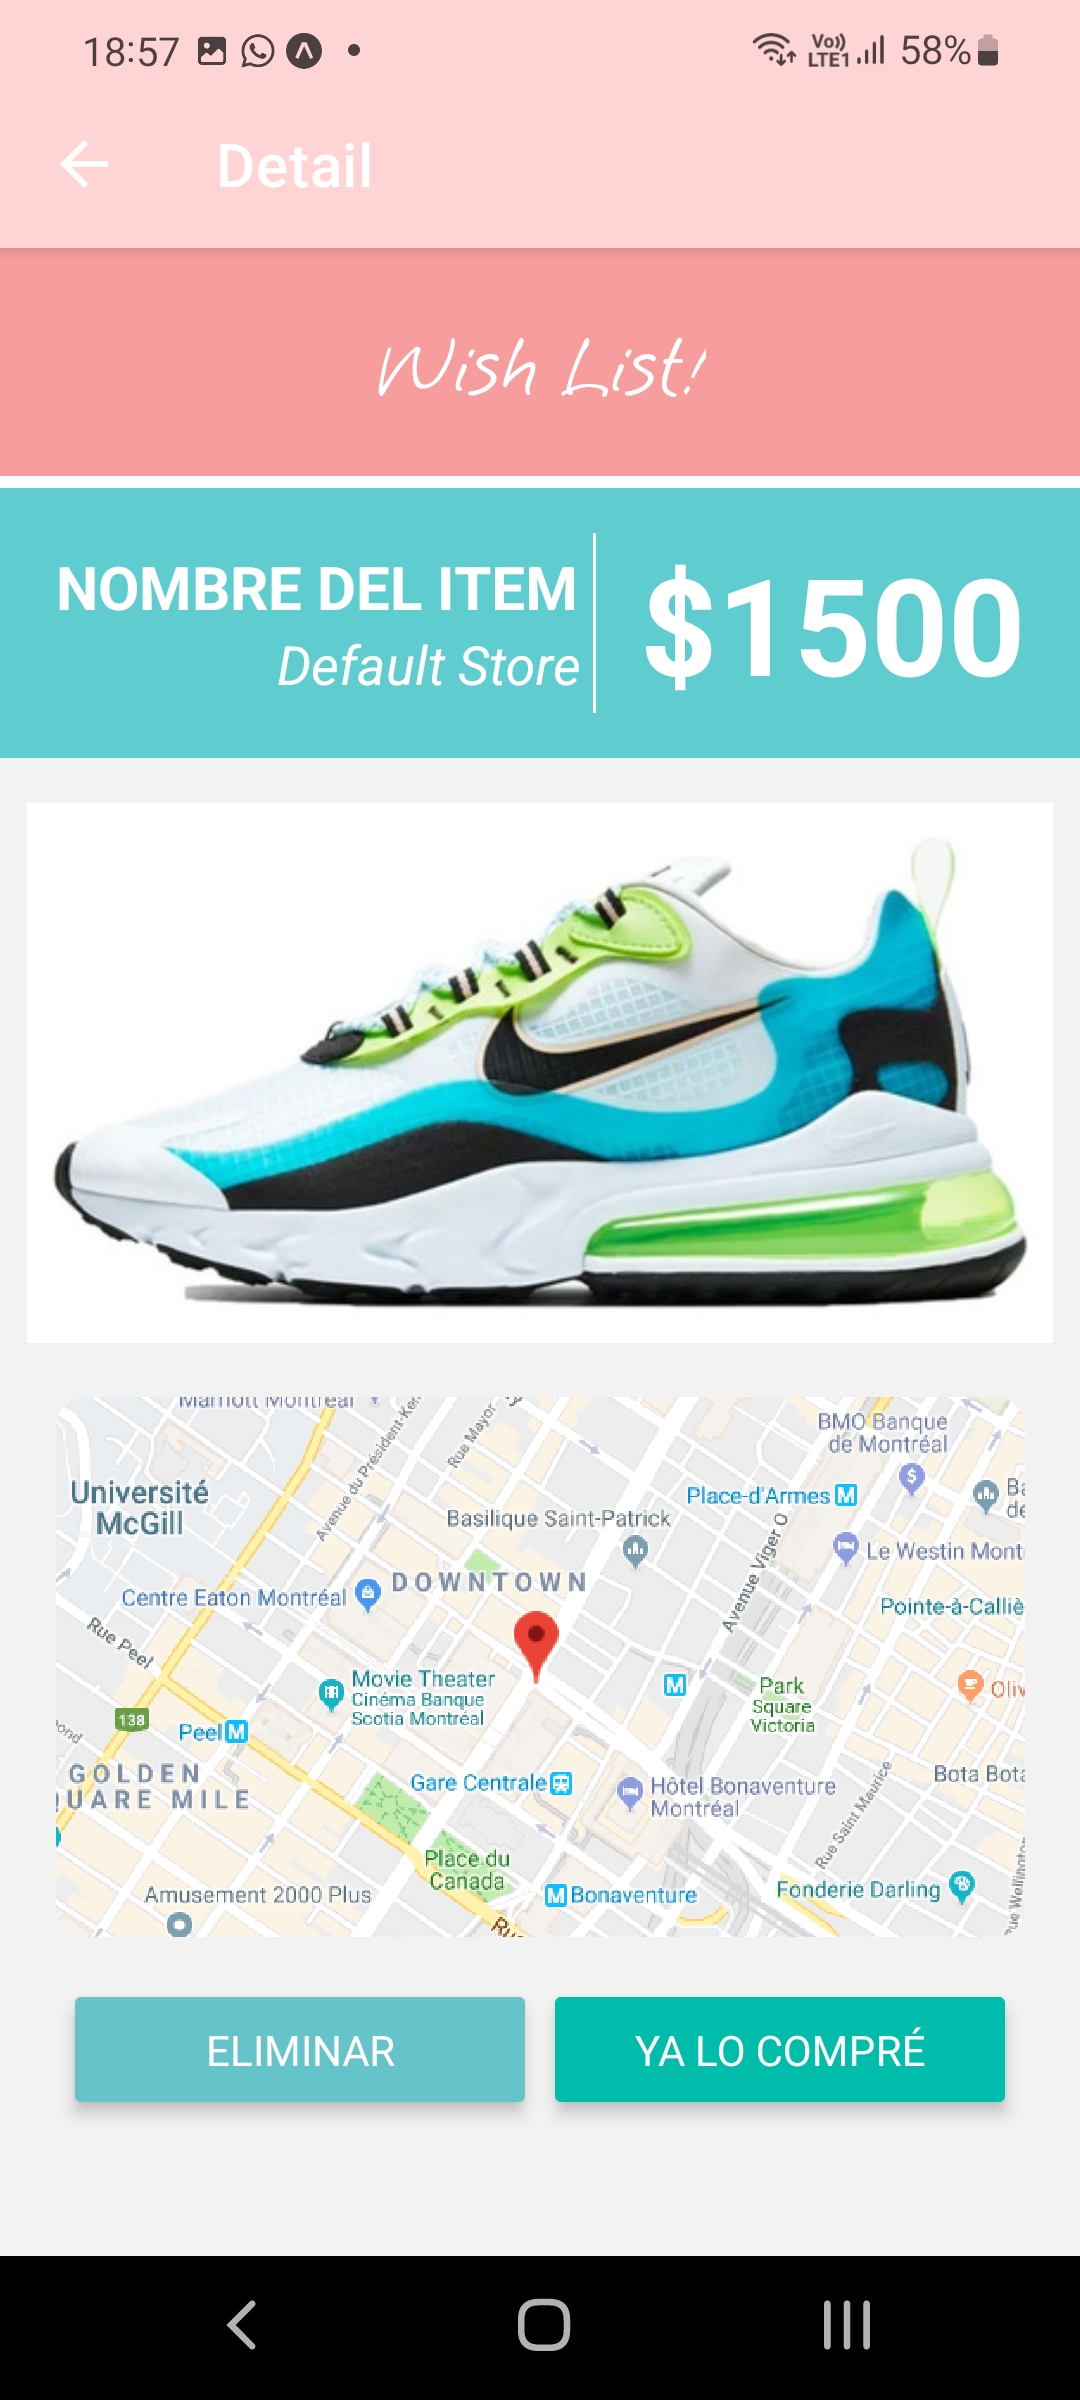 18:57
Vo)) LTE1 58%
Detail
Wish List!
NOMBRE DEL ITEM
Default Store
$1500
Marriott Montréal
Avenue du Président-Ken
Rue Mayor
BMO Banque
de Montréal
Université
McGill
Place-d'Armes M
Basilique Saint-Patrick
Le Westin Mont
DOWNTOWN
Centre Eaton Montréal
Avenue Viger O
Pointe-à-Calliè
Rue Peel
Movie Theater
Cinéma Banque
Scotia Montréal
M
Park
Square
Victoria
Oliv
138
Peel M
GOLDEN
UARE MILE
Gare Centrale
Hôtel Bonaventure
Montréal
Bota Bota
Rue Saint Maurice
Place du
Canada
Amusement 2000 Plus
M Bonaventure
Fonderie Darling
ELIMINAR
YA LO COMPRÉ